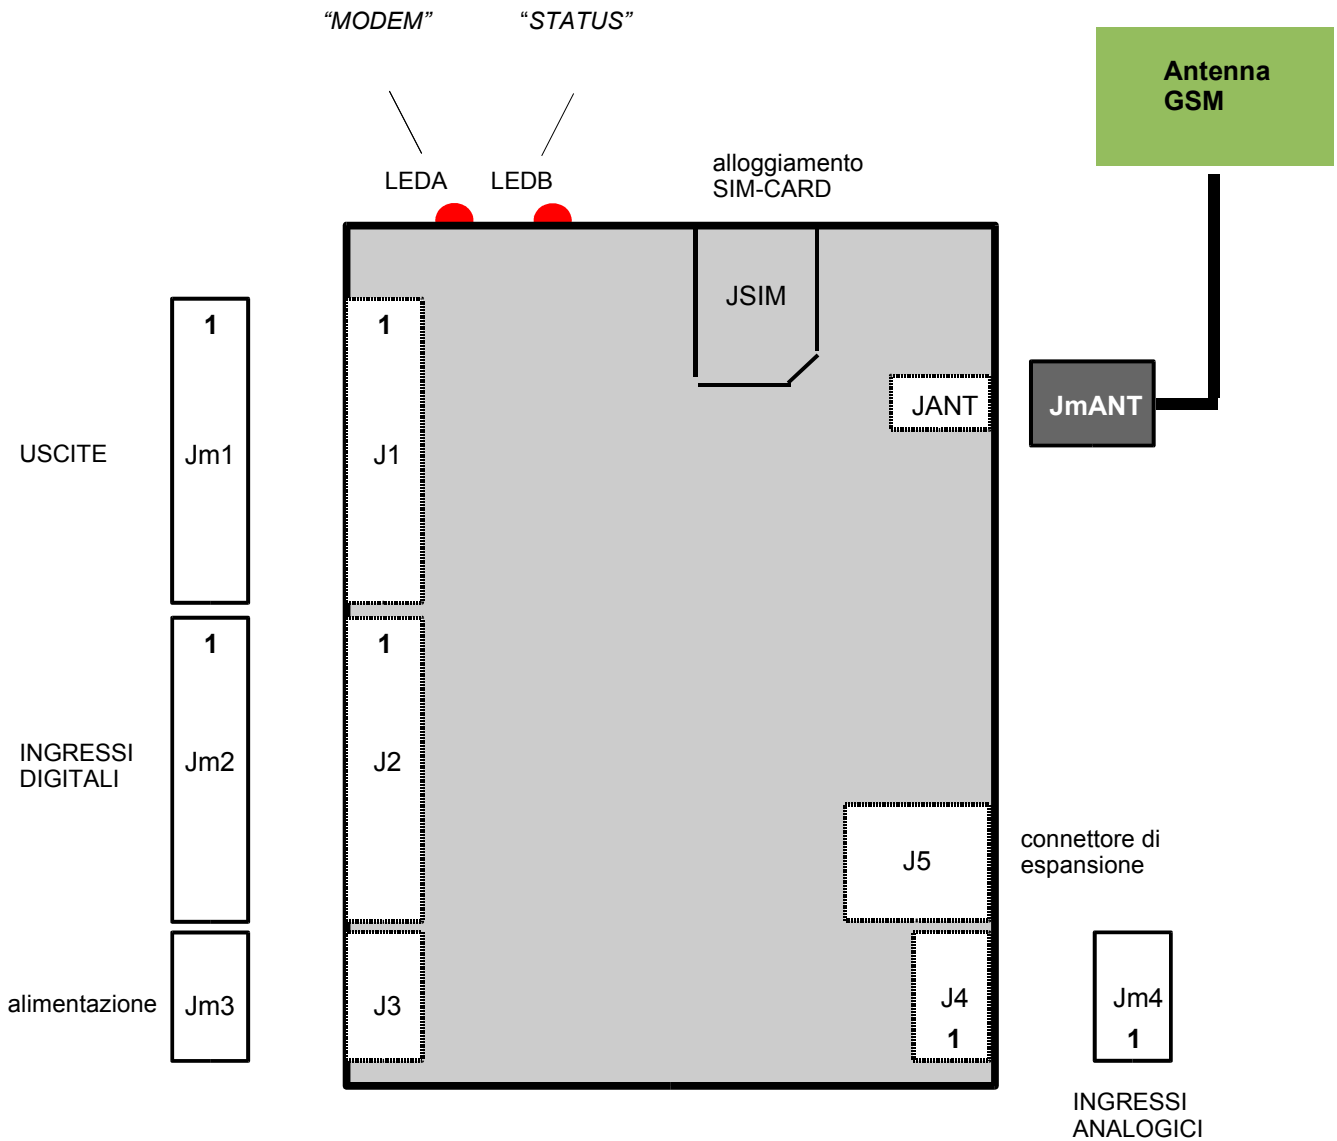 “MODEM”
“STATUS”
Antenna
GSM
LEDA
LEDB
alloggiamento
SIM-CARD
JSIM
1
1
JANT
JmANT
USCITE
Jm1
J1
1
1
INGRESSI
DIGITALI
Jm2
J2
J5
connettore di
espansione
alimentazione
Jm3
J3
J4
1
Jm4
1
INGRESSI
ANALOGICI